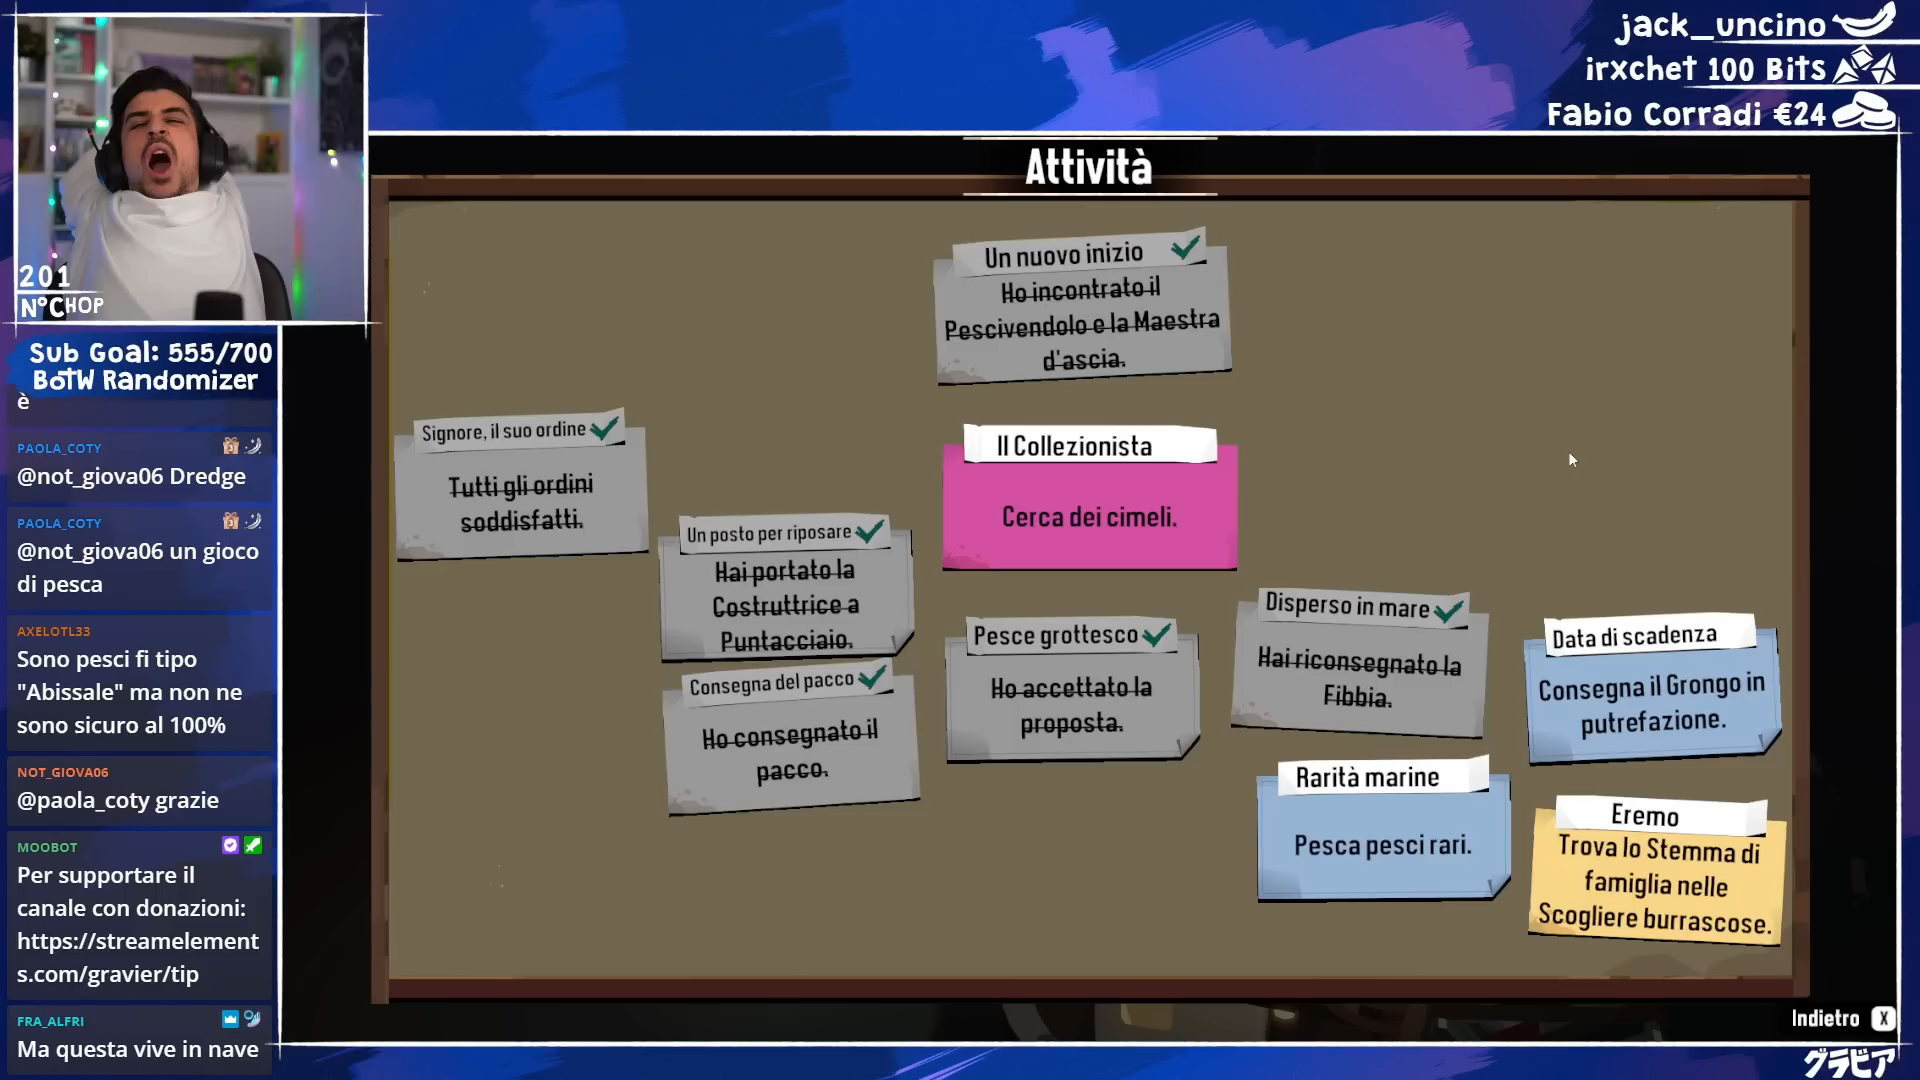 jack_uncino
irxchet 100 Bits
Fabio Corradi €24
201
N°CHOP
Sub Goal: 555/700
BotW Randomizer
è
PAOLA_COTY
@not_giova06 Dredge
PAOLA_COTY
@not_giova06 un gioco
di pesca
AXELOTL33
Sono pesci fi tipo
"Abissale" ma non ne
sono sicuro al 100%
NOT_GIOVA06
@paola_coty grazie
MOOBOT
Per supportare il
canale con donazioni:
https://streamelement
s.com/gravier/tip
FRA_ALFRI
Ma questa vive in nave
Attività
Un nuovo inizio
Ho incontrato il
Pescivendolo e la Maestra
d'ascia.
Signore, il suo ordine
Tutti gli ordini
soddisfatti.
Un posto per riposare
Hai portato la
Costruttrice a
Puntacciaio.
Consegna del pacco
Ho consegnato il
pacco.
Il Collezionista
Cerca dei cimeli.
Pesce grottesco
Ho accettato la
proposta.
Disperso in mare
Hai riconsegnato la
Fibbia.
Rarità marine
Pesca pesci rari.
Data di scadenza
Consegna il Grongo in
putrefazione.
Eremo
Trova lo Stemma di
famiglia nelle
Scogliere burrascose.
Indietro X
グラビア